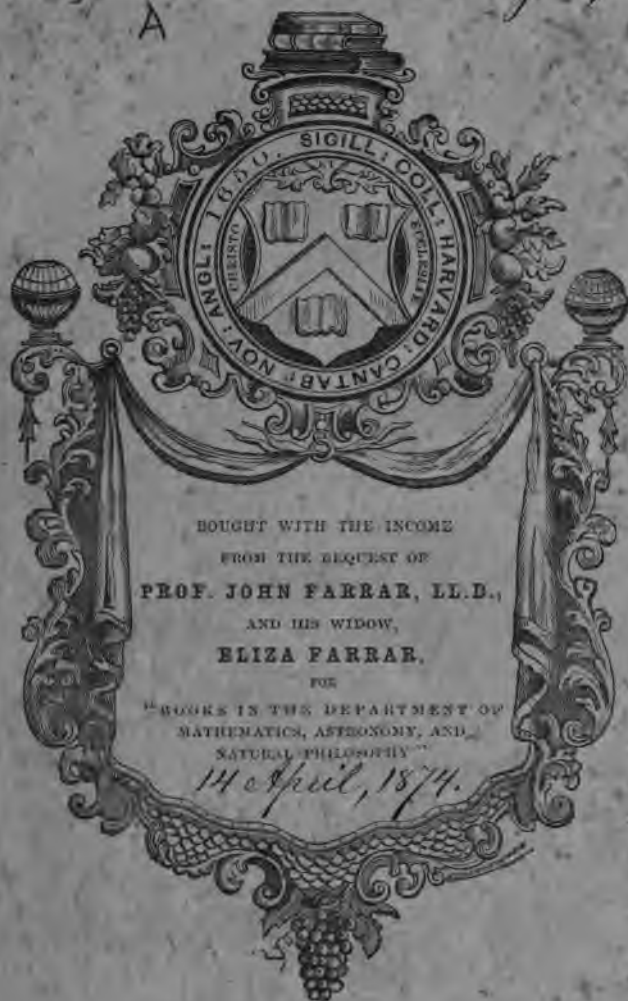 A
SIGILL: COLL: HARVARD: CANTAB: NOV: ANGL: 1650.
CHRISTO
ECCLESIÆ
BOUGHT WITH THE INCOME
FROM THE BEQUEST OF
PROF. JOHN FARRAR, LL.D.,
AND HIS WIDOW,
ELIZA FARRAR,
FOR
"BOOKS IN THE DEPARTMENT OF
MATHEMATICS, ASTRONOMY, AND
NATURAL PHILOSOPHY"
14 April, 1874.